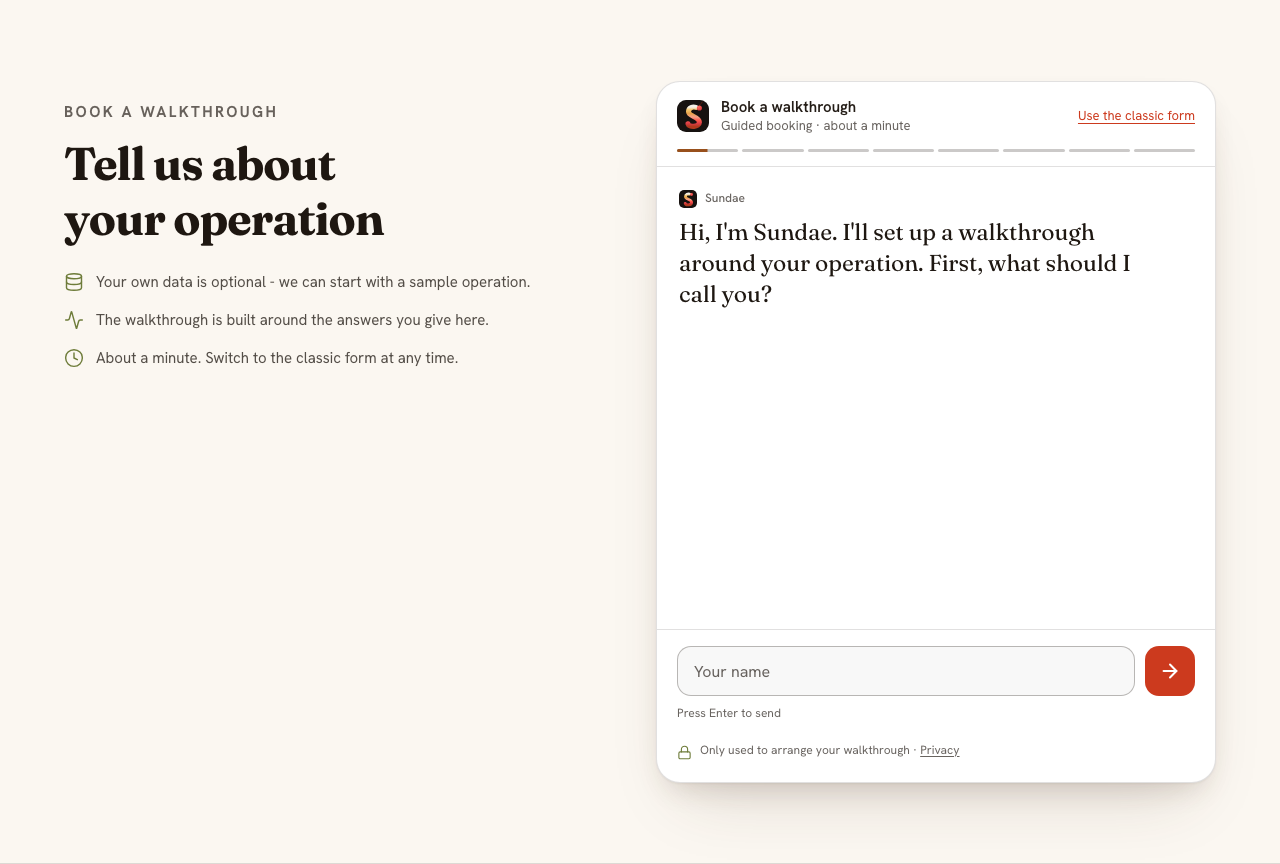 BOOK A WALKTHROUGH
Tell us about
your operation
Your own data is optional - we can start with a sample operation.
The walkthrough is built around the answers you give here.
About a minute. Switch to the classic form at any time.
Book a walkthrough
Guided booking · about a minute
Use the classic form
Sundae
Hi, I'm Sundae. I'll set up a walkthrough
around your operation. First, what should I
call you?
Your name
Press Enter to send
Only used to arrange your walkthrough · Privacy